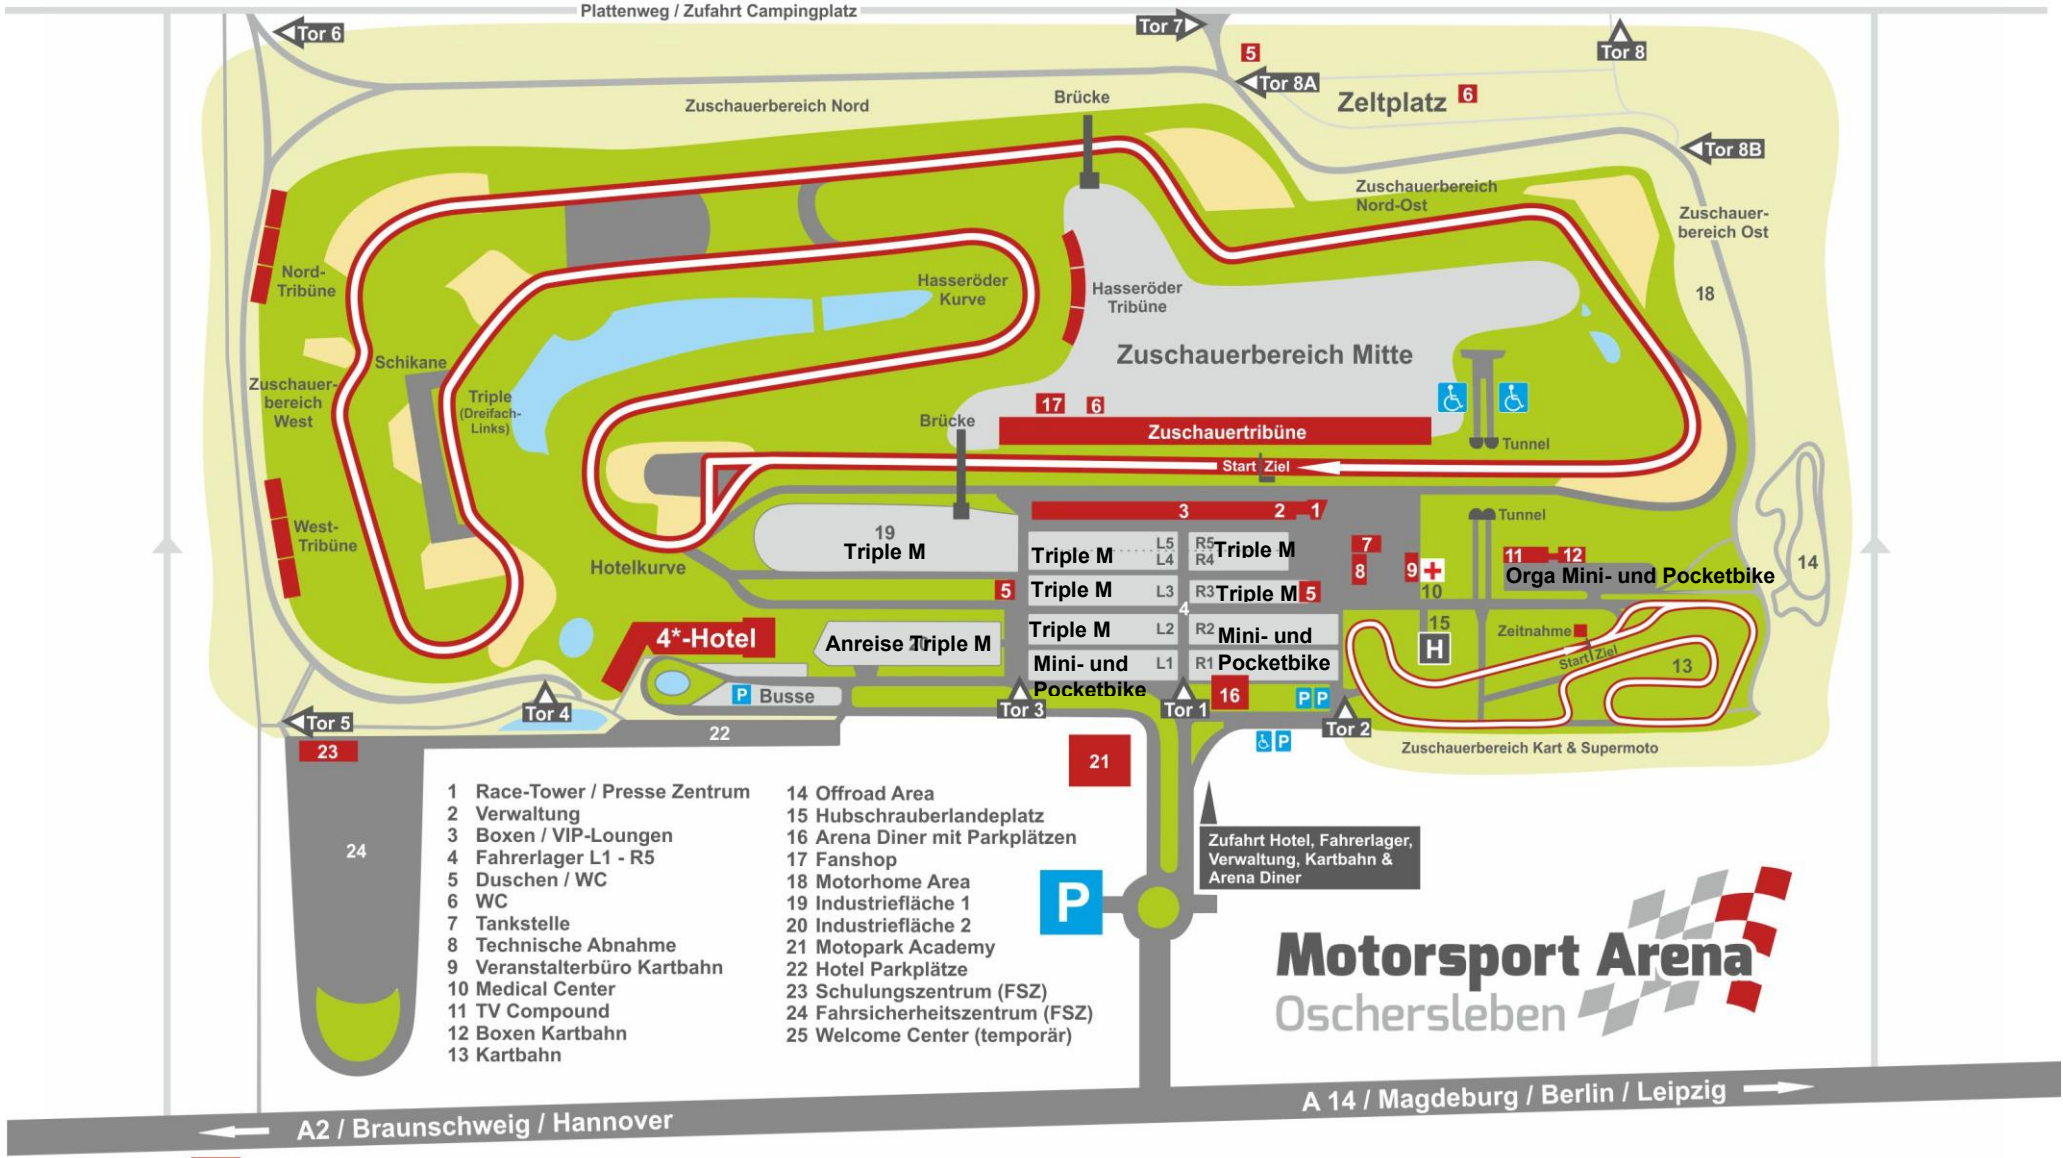 Plattenweg / Zufahrt Campingplatz
Tor 6
Tor 7
5
Tor 8
Tor 8A
Zeltplatz 6
Zuschauerbereich Nord
Brücke
Tor 8B
Zuschauerbereich
Nord-Ost
Zuschauer-
bereich Ost
18
Nord-
Tribüne
Hasseröder
Kurve
Hasseröder
Tribüne
Zuschauerbereich Mitte
Schikane
Zuschauer-
bereich
West
Triple
(Dreifach-
Links)
17
6
Brücke
Zuschauertribüne
Tunnel
Start Ziel
West-
Tribüne
Hotelkurve
19
Triple M
3
2
1
Tunnel
L5
L4
Triple M
R5
R4
Triple M
7
8
9
10
11
12
Orga Mini- und Pocketbike
14
5
Triple M
L3
R3
Triple M
5
4
4*-Hotel
Anreise Triple M
Triple M
L2
R2
Mini- und
Pocketbike
R1
Mini- und
Pocketbike
L1
15
H
Zeitnahme
Start Ziel
13
P Busse
16
P P
Tor 5
Tor 4
Tor 3
Tor 1
Tor 2
23
22
21
P
Zuschauerbereich Kart & Supermoto
24
1 Race-Tower / Presse Zentrum
2 Verwaltung
3 Boxen / VIP-Loungen
4 Fahrerlager L1 - R5
5 Duschen / WC
6 WC
7 Tankstelle
8 Technische Abnahme
9 Veranstalterbüro Kartbahn
10 Medical Center
11 TV Compound
12 Boxen Kartbahn
13 Kartbahn
14 Offroad Area
15 Hubschrauberlandeplatz
16 Arena Diner mit Parkplätzen
17 Fanshop
18 Motorhome Area
19 Industriefläche 1
20 Industriefläche 2
21 Motopark Academy
22 Hotel Parkplätze
23 Schulungszentrum (FSZ)
24 Fahrsicherheitszentrum (FSZ)
25 Welcome Center (temporär)
Zufahrt Hotel, Fahrerlager,
Verwaltung, Kartbahn &
Arena Diner
P
Motorsport Arena
Oschersleben
A2 / Braunschweig / Hannover
A 14 / Magdeburg / Berlin / Leipzig